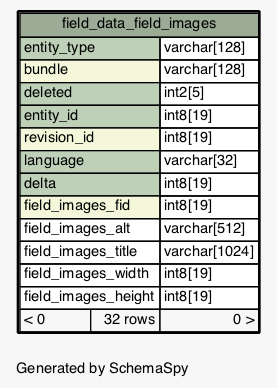 field_data_field_images
entity_type varchar[128]
bundle varchar[128]
deleted int2[5]
entity_id int8[19]
revision_id int8[19]
language varchar[32]
delta int8[19]
field_images_fid int8[19]
field_images_alt varchar[512]
field_images_title varchar[1024]
field_images_width int8[19]
field_images_height int8[19]
< 0 32 rows 0 >
Generated by SchemaSpy